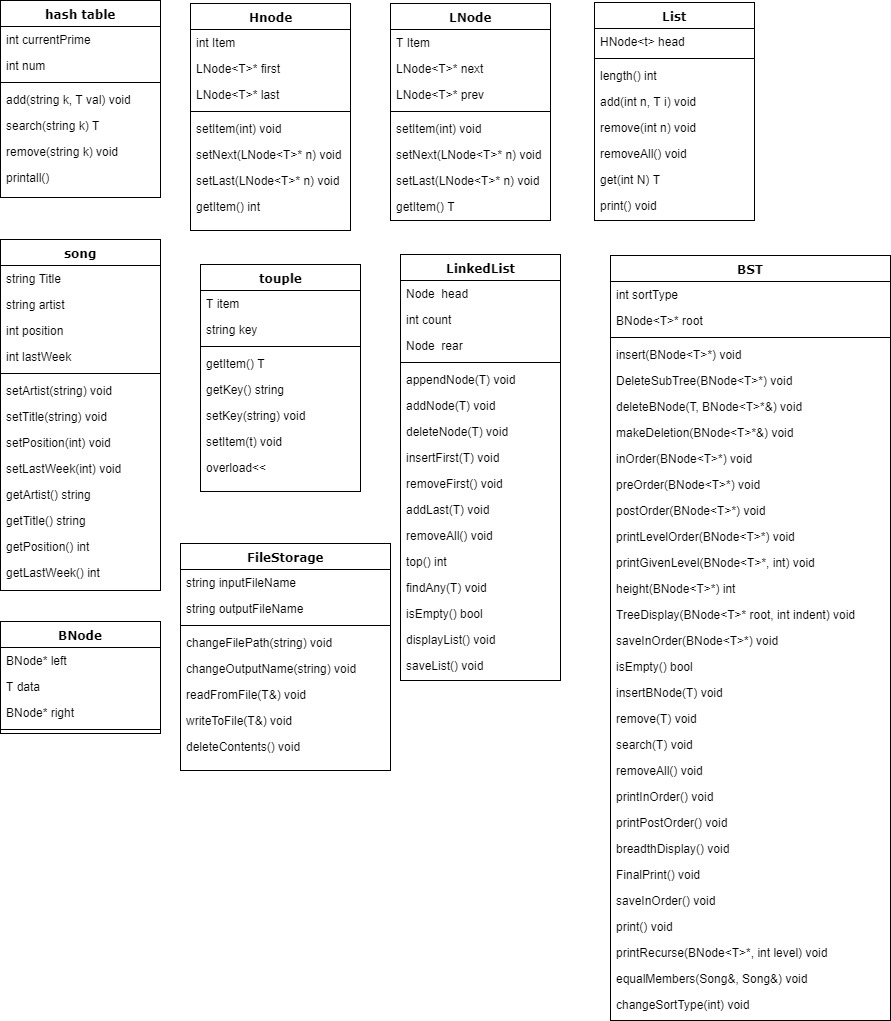 hash table
int currentPrime
int num
add(string k, T val) void
search(string k) T
remove(string k) void
printall()
Hnode
int Item
LNode<T>* first
LNode<T>* last
setItem(int) void
setNext(LNode<T>* n) void
setLast(LNode<T>* n) void
getItem() int
LNode
T Item
LNode<T>* next
LNode<T>* prev
setItem(int) void
setNext(LNode<T>* n) void
setLast(LNode<T>* n) void
getItem() T
List
HNode<t> head
length() int
add(int n, T i) void
remove(int n) void
removeAll() void
get(int N) T
print() void
song
string Title
string artist
int position
int lastWeek
setArtist(string) void
setTitle(string) void
setPosition(int) void
setLastWeek(int) void
getArtist() string
getTitle() string
getPosition() int
getLastWeek() int
touple
T item
string key
getItem() T
getKey() string
setKey(string) void
setItem(t) void
overload<<
LinkedList
Node  head
int count
Node  rear
appendNode(T) void
addNode(T) void
deleteNode(T) void
insertFirst(T) void
removeFirst() void
addLast(T) void
removeAll() void
top() int
findAny(T) void
isEmpty() bool
displayList() void
saveList() void
BST
int sortType
BNode<T>* root
insert(BNode<T>*) void
DeleteSubTree(BNode<T>*) void
deleteBNode(T, BNode<T>*&) void
makeDeletion(BNode<T>*&) void
inOrder(BNode<T>*) void
preOrder(BNode<T>*) void
postOrder(BNode<T>*) void
printLevelOrder(BNode<T>*) void
printGivenLevel(BNode<T>*, int) void
height(BNode<T>*) int
TreeDisplay(BNode<T>* root, int indent) void
saveInOrder(BNode<T>*) void
isEmpty() bool
insertBNode(T) void
remove(T) void
search(T) void
removeAll() void
printInOrder() void
printPostOrder() void
breadthDisplay() void
FinalPrint() void
saveInOrder() void
print() void
printRecurse(BNode<T>*, int level) void
equalMembers(Song&, Song&) void
changeSortType(int) void
FileStorage
string inputFileName
string outputFileName
changeFilePath(string) void
changeOutputName(string) void
readFromFile(T&) void
writeToFile(T&) void
deleteContents() void
BNode
BNode* left
T data
BNode* right